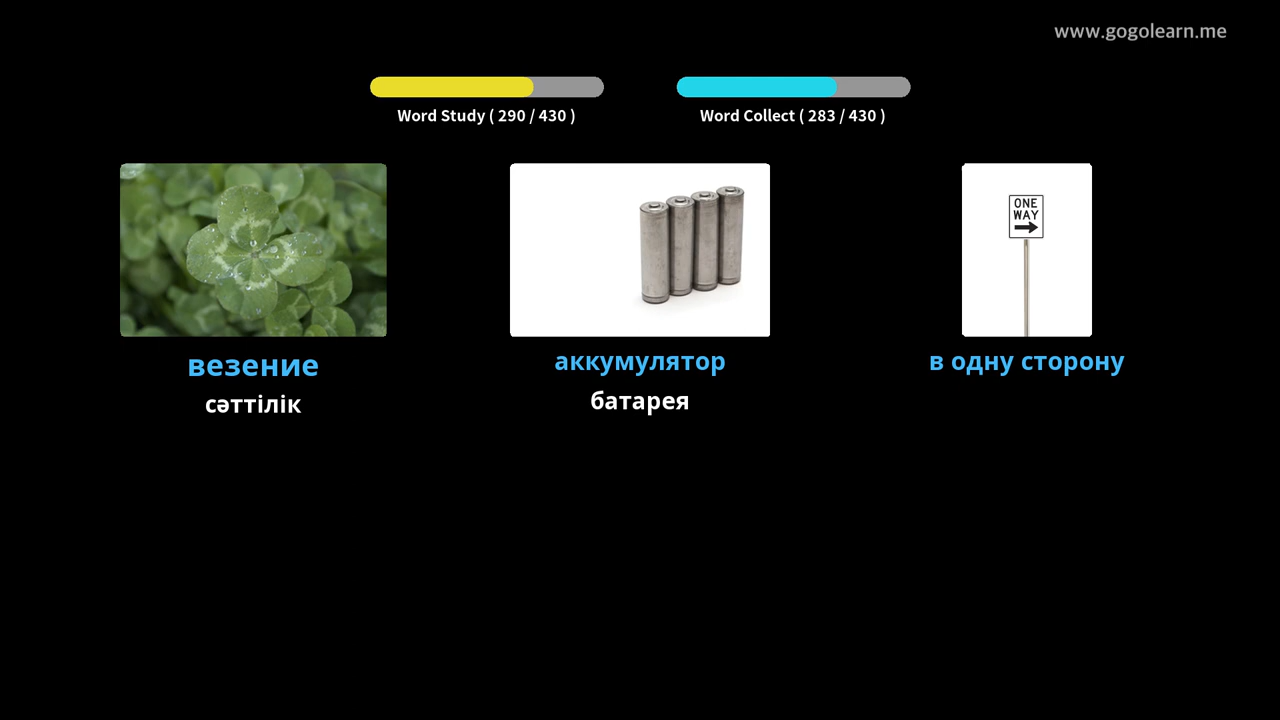 www.gogolearn.me
Word Study ( 290 / 430 )
Word Collect ( 283 / 430 )
ONE
WAY
везение
сәттілік
аккумулятор
батарея
в одну сторону